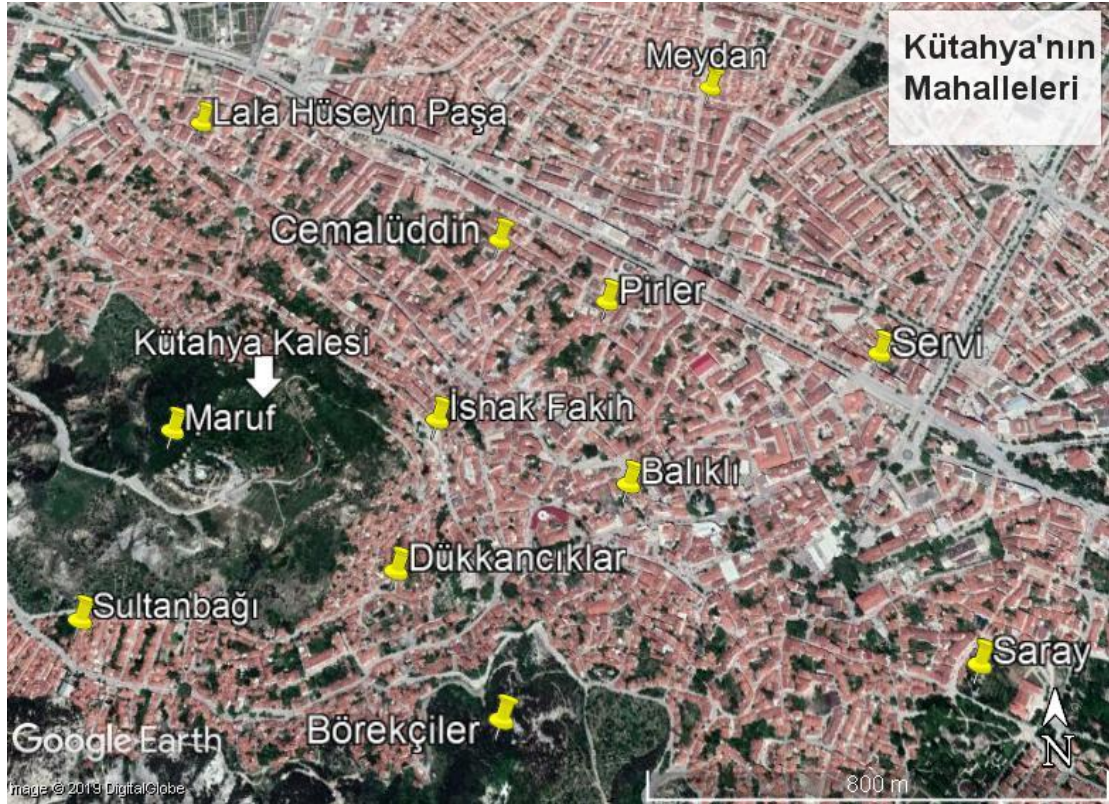 Kütahya'nın
Mahalleleri
Meydan
Lala Hüseyin Paşa
Cemalüddin
Pirler
Servi
Kütahya Kalesi
Maruf
İshak Fakih
Balıklı
Dükkancıklar
Sultanbağı
Saray
Börekçiler
N
Google Earth
800 m
mage © 2019 DigitalGlobe